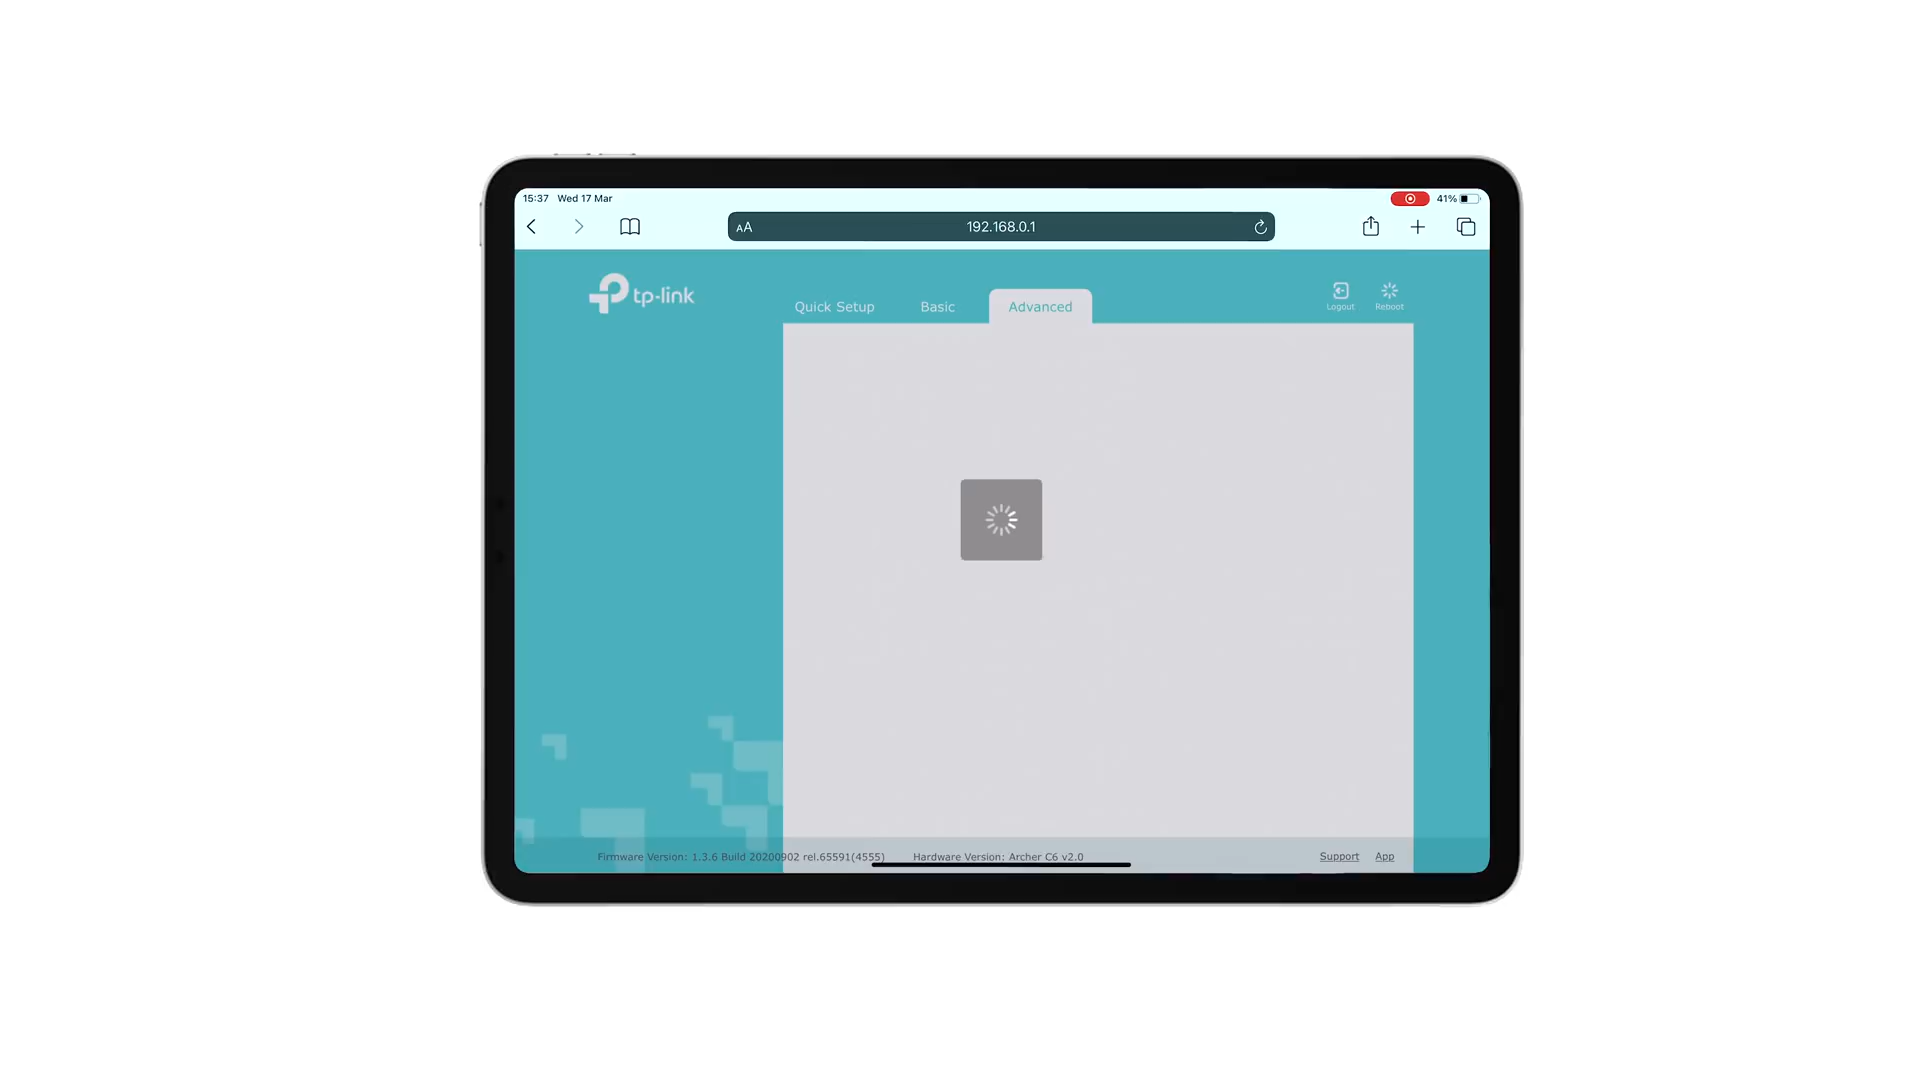 15:37 Wed 17 Mar
41%
AA
192.168.0.1
tp-link
Quick Setup
Basic
Advanced
Logout
Reboot
Firmware Version: 1.3.6 Build 20200902 rel.65591(4555)
Hardware Version: Archer C6 v2.0
Support
App